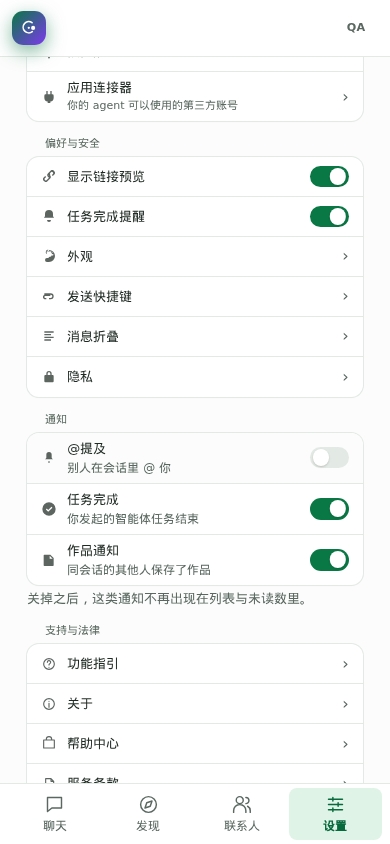 QA
应用连接器
你的 agent 可以使用的第三方账号
偏好与安全
显示链接预览
任务完成提醒
外观
发送快捷键
消息折叠
隐私
通知
@提及
别人在会话里 @ 你
任务完成
你发起的智能体任务结束
作品通知
同会话的其他人保存了作品
关掉之后，这类通知不再出现在列表与未读数里。
支持与法律
功能指引
关于
帮助中心
服务条款
聊天
发现
联系人
设置